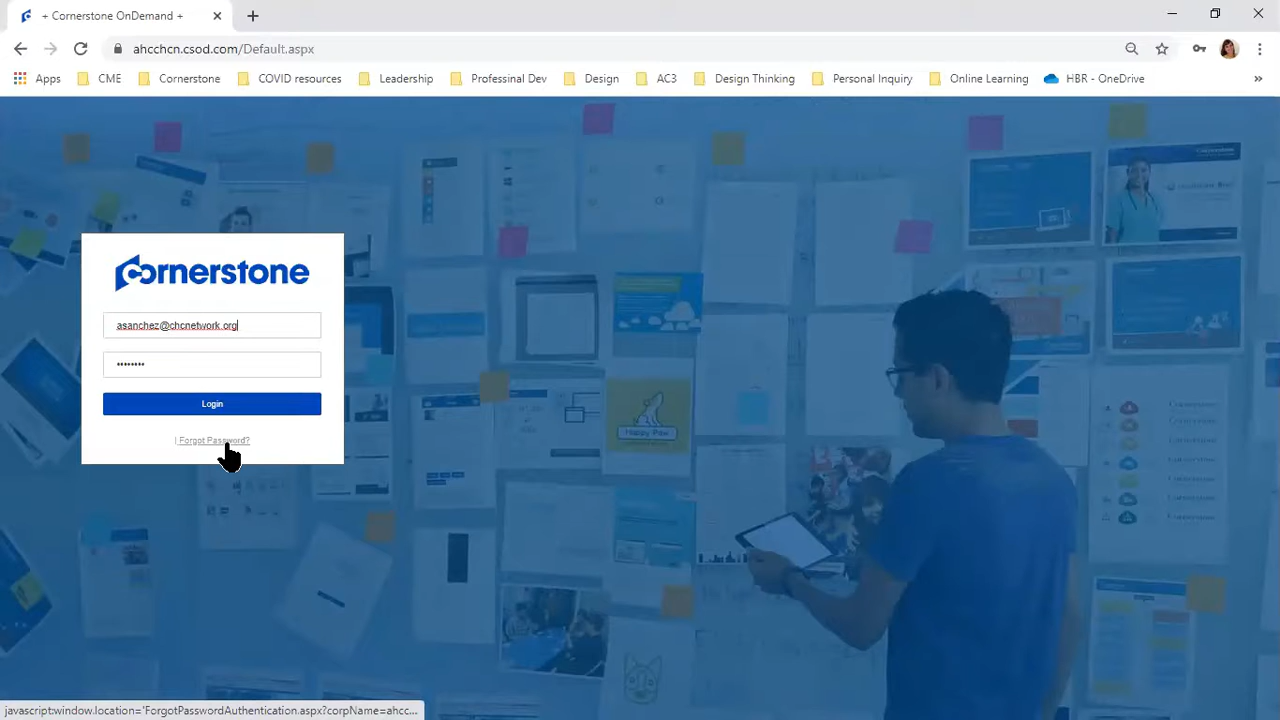 + Cornerstone OnDemand +
ahcchcn.csod.com/Default.aspx
Apps CME Cornerstone COVID resources Leadership Professinal Dev Design AC3 Design Thinking Personal Inquiry Online Learning HBR - OneDrive »
cornerstone
asanchez@chcnetwork.org
••••••••
Login
| Forgot Password?
Happy Paw
javascript:window.location='ForgotPasswordAuthentication.aspx?corpName=ahcc...